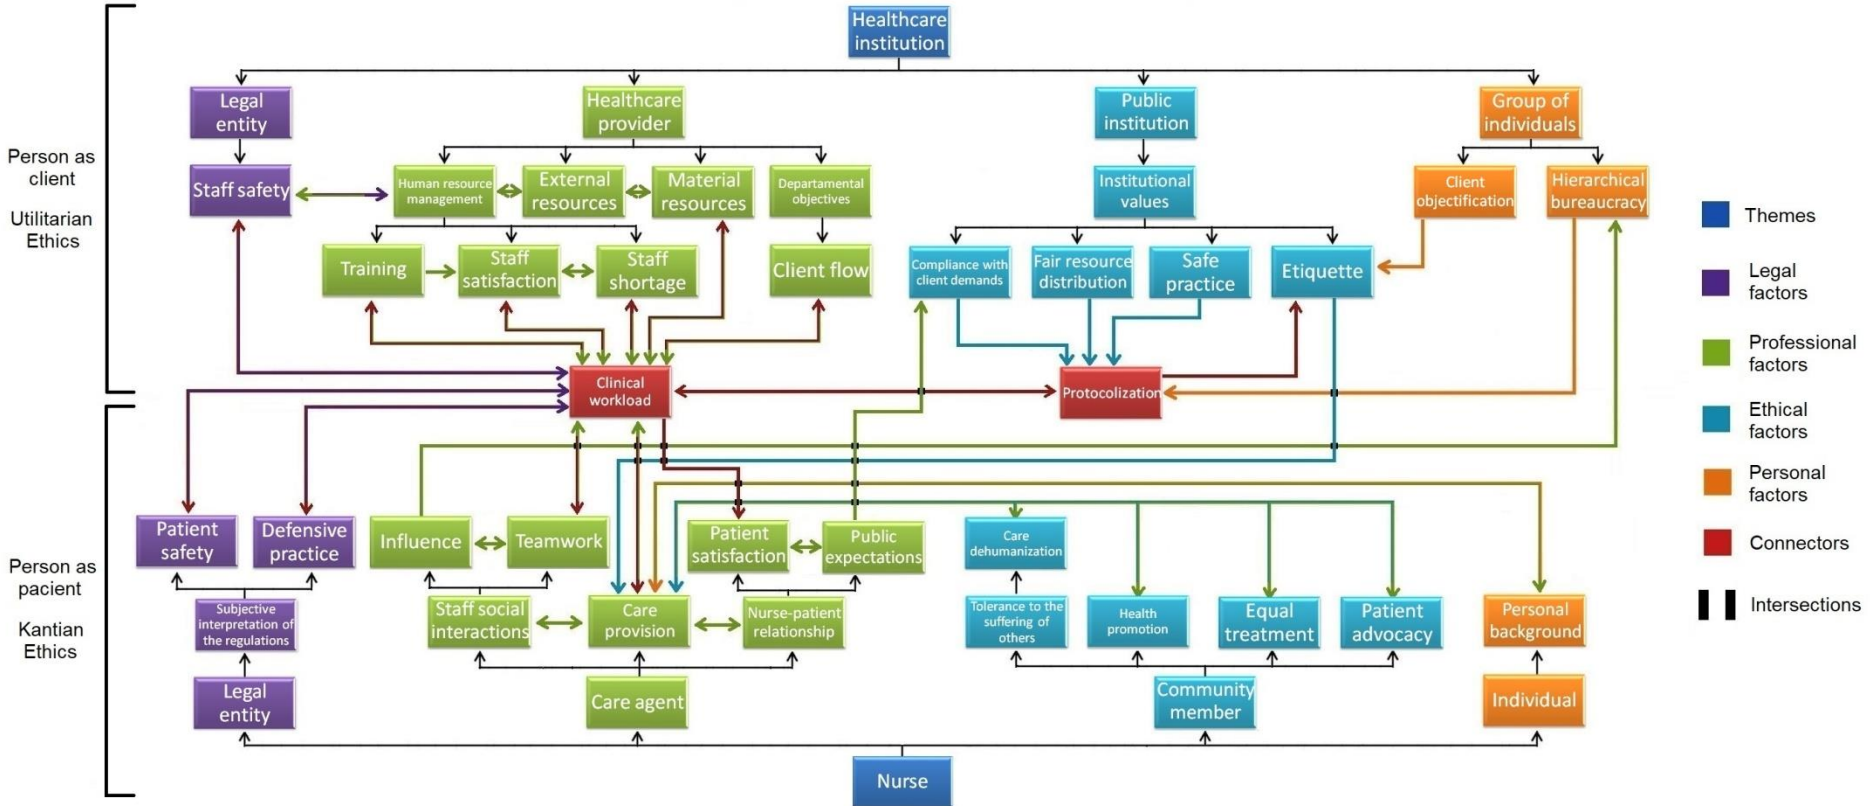 Healthcare
institution
Legal
entity
Healthcare
provider
Public
institution
Group of
individuals
Person as
client
Utilitarian
Ethics
Staff safety
Human resource
management
External
resources
Material
resources
Departamental
objectives
Institutional
values
Client
objectification
Hierarchical
bureaucracy
Training
Staff
satisfaction
Staff
shortage
Client flow
Compliance with
client demands
Fair resource
distribution
Safe
practice
Etiquette
Clinical
workload
Protocolization
Themes
Legal
factors
Professional
factors
Ethical
factors
Personal
factors
Connectors
Intersections
Person as
pacient
Kantian
Ethics
Patient
safety
Defensive
practice
Influence
Teamwork
Patient
satisfaction
Public
expectations
Care
dehumanization
Subjective
interpretation of
the regulations
Staff social
interactions
Care
provision
Nurse-patient
relationship
Tolerance to the
suffering of
others
Health
promotion
Equal
treatment
Patient
advocacy
Personal
background
Legal
entity
Care agent
Community
member
Individual
Nurse